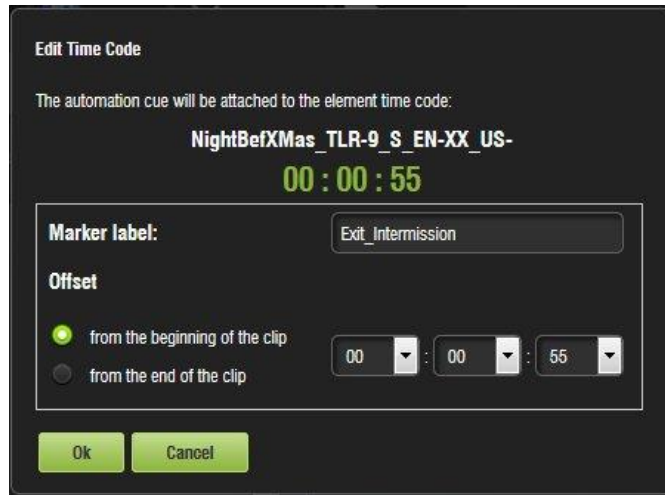 Edit Time Code
The automation cue will be attached to the element time code:
NightBefXMas_TLR-9_S_EN-XX_US-
00 : 00 : 55
Marker label: Exit_Intermission
Offset
from the beginning of the clip 00 : 00 : 55
from the end of the clip
Ok Cancel